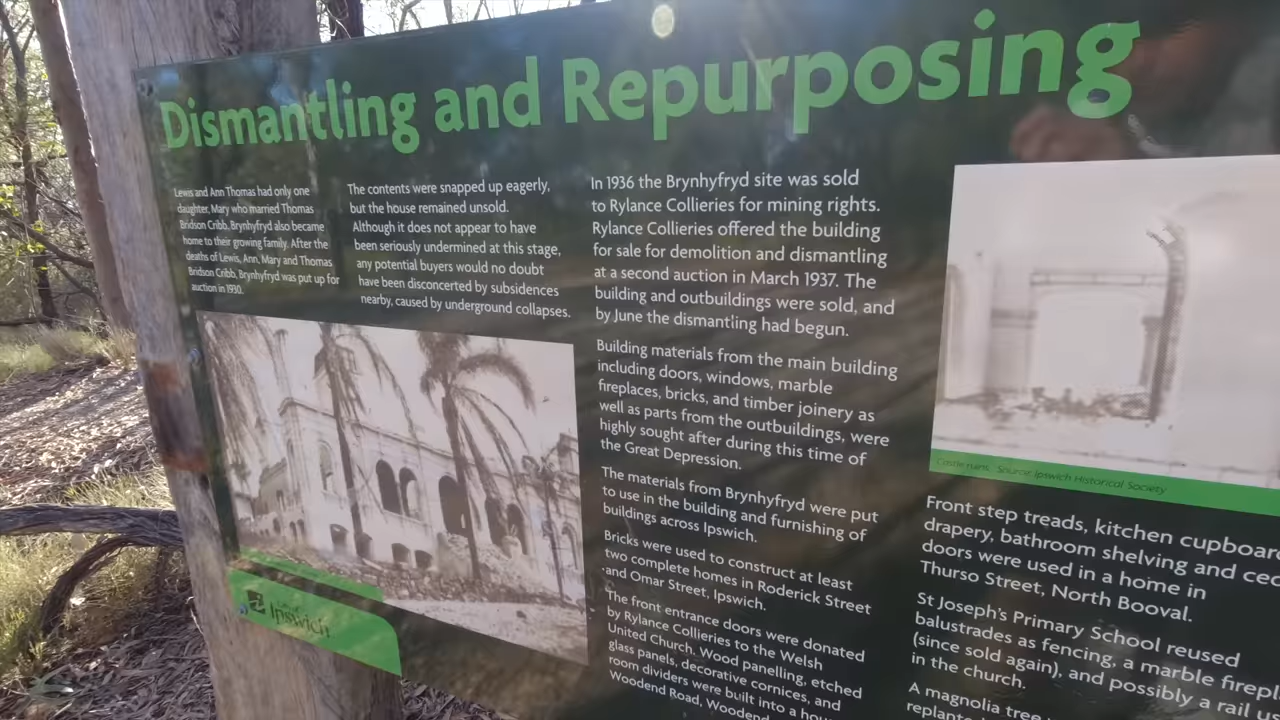 Dismantling and Repurposing
Lewis and Ann Thomas had only one
daughter, Mary who married Thomas
Bridson Cribb, Brynhyfryd also became
home to their growing family. After the
deaths of Lewis, Ann, Mary and Thomas
Bridson Cribb, Brynhyfryd was put up for
auction in 1930.
The contents were snapped up eagerly,
but the house remained unsold.
Although it does not appear to have
been seriously undermined at this stage,
any potential buyers would no doubt
have been disconcerted by subsidences
nearby, caused by underground collapses.
Ipswich
In 1936 the Brynhyfryd site was sold
to Rylance Collieries for mining rights.
Rylance Collieries offered the building
for sale for demolition and dismantling
at a second auction in March 1937. The
building and outbuildings were sold, and
by June the dismantling had begun.
Building materials from the main building
including doors, windows, marble
fireplaces, bricks, and timber joinery as
well as parts from the outbuildings, were
highly sought after during this time of
the Great Depression.
The materials from Brynhyfryd were put
to use in the building and furnishing of
buildings across Ipswich.
Bricks were used to construct at least
two complete homes in Roderick Street
and Omar Street, Ipswich.
The front entrance doors were donated
by Rylance Collieries to the Welsh
United Church. Wood panelling, etched
glass panels, decorative cornices, and
room dividers were built into a
Woodend Road,
Castle ruins. Source: Ipswich Historical Society
Front step treads, kitchen
drapery, bathroom shelving and
doors were used in a home in
Thurso Street, North Booval.
St Joseph's Primary School reused
balustrades as fencing, a marble
(since sold again), and possibly a rail
in the church.
A magnolia tree